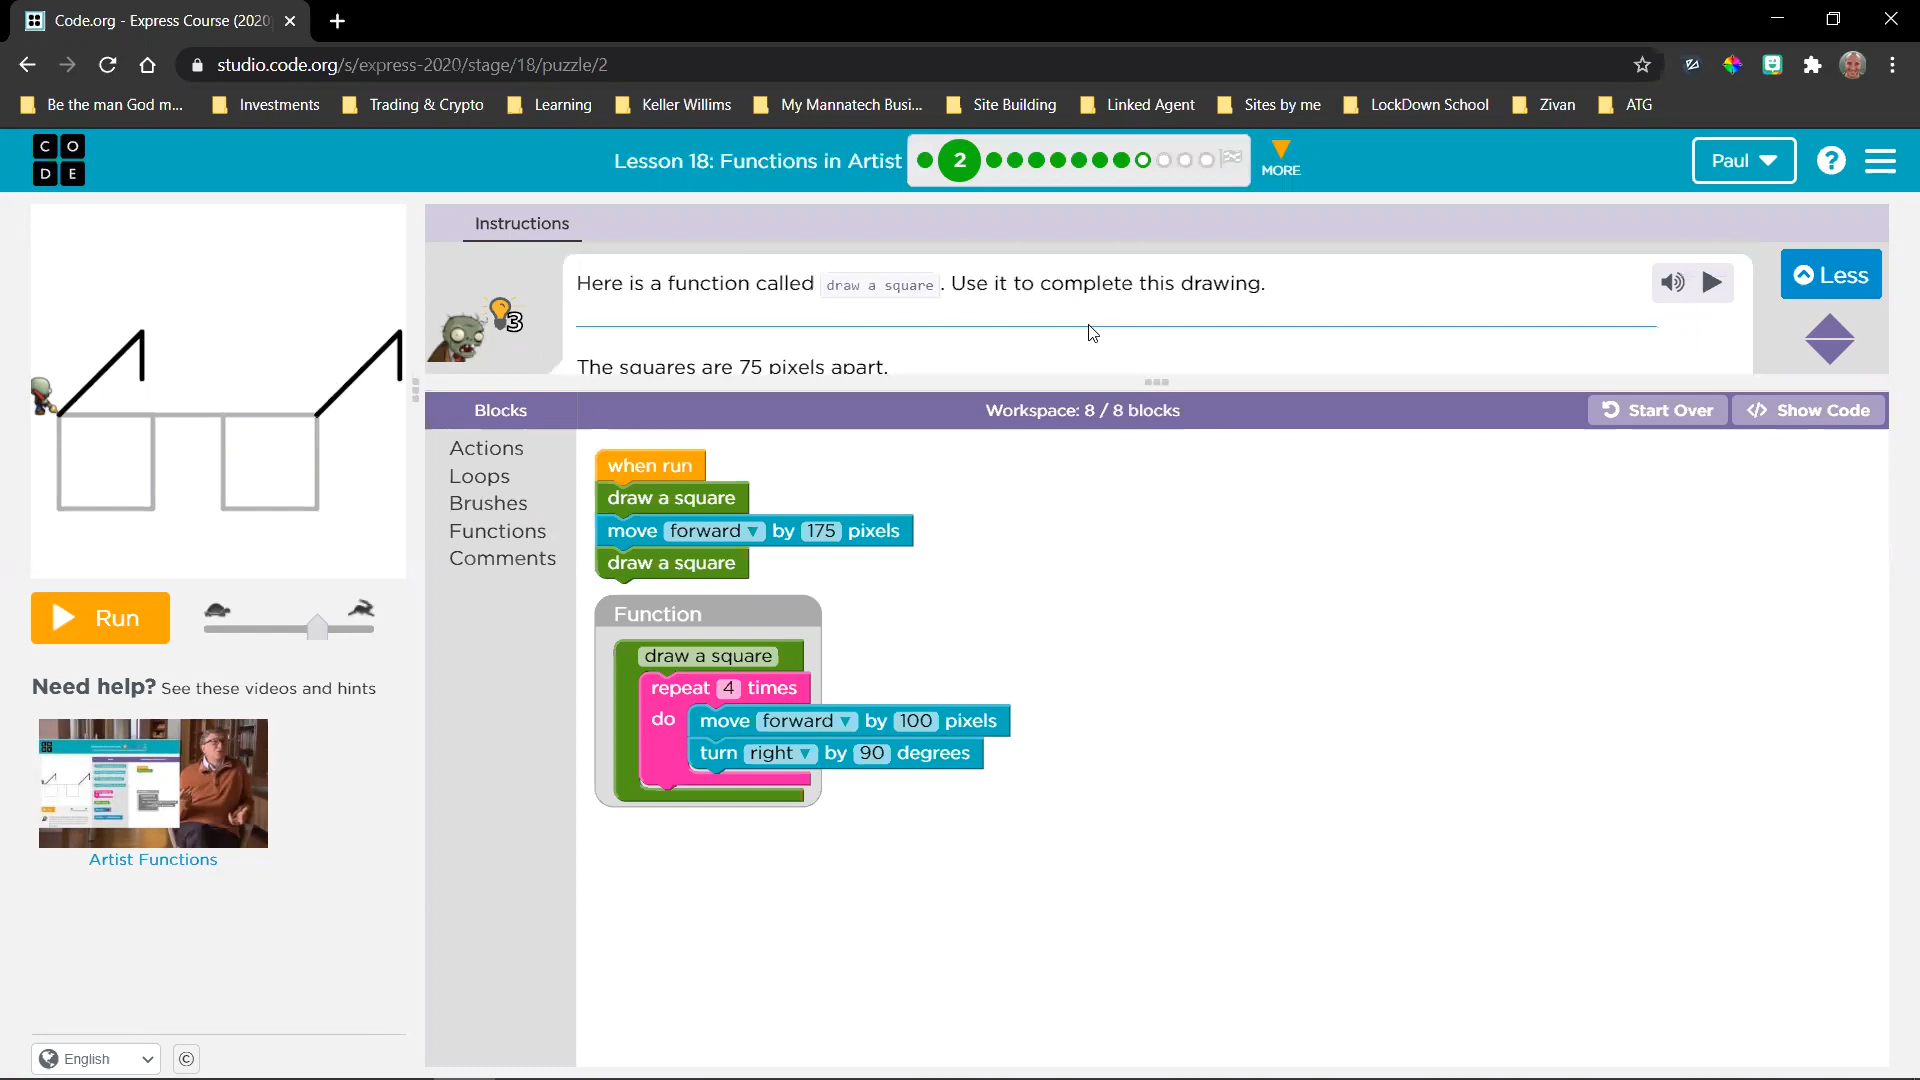 Code.org - Express Course (2020)
studio.code.org/s/express-2020/stage/18/puzzle/2
Be the man God m...
Investments
Trading & Crypto
Learning
Keller Willims
My Mannatech Busi...
Site Building
Linked Agent
Sites by me
LockDown School
Zivan
ATG
C O
D E
Lesson 18: Functions in Artist
2
MORE
Paul
?
Instructions
3
Here is a function called draw a square. Use it to complete this drawing.
The squares are 75 pixels apart.
Less
Blocks
Workspace: 8 / 8 blocks
Start Over
</> Show Code
Actions
Loops
Brushes
Functions
Comments
when run
draw a square
move forward by 175 pixels
draw a square
Function
draw a square
repeat 4 times
do
move forward by 100 pixels
turn right by 90 degrees
Run
Need help? See these videos and hints
Artist Functions
English
©